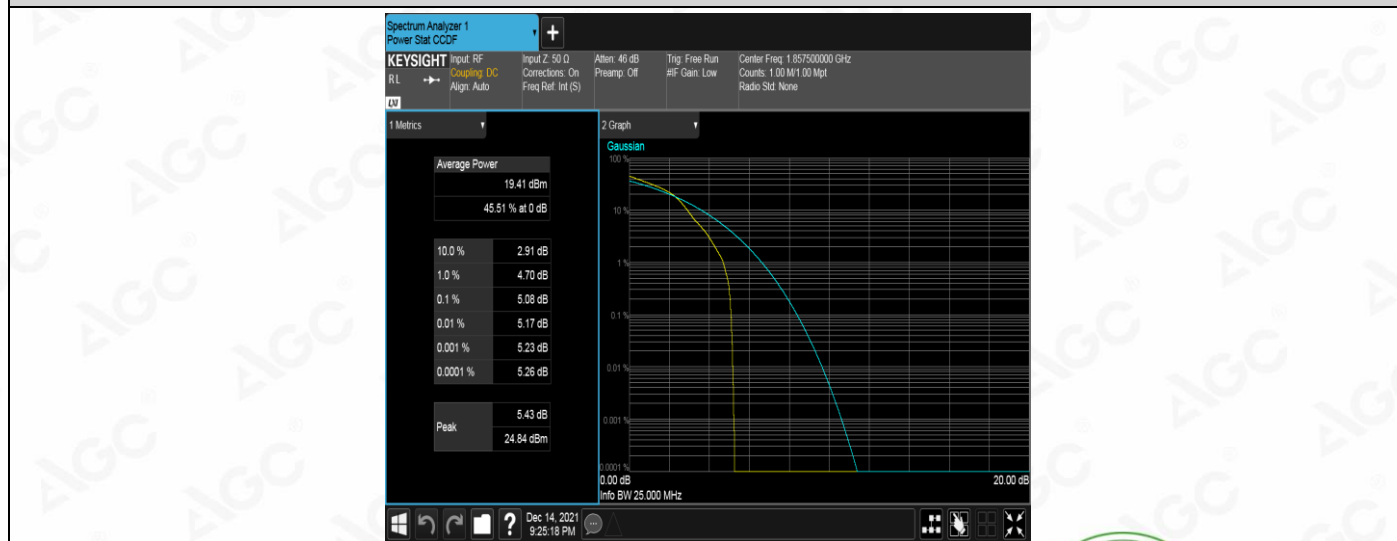 Spectrum Analyzer 1
Power Stat CCDF
+
KEYSIGHT
RL
LXI
Input: RF
Coupling: DC
Align: Auto
Input Z: 50 Ω
Corrections: On
Freq Ref: Int (S)
Atten: 46 dB
Preamp: Off
Trig: Free Run
#IF Gain: Low
Center Freq: 1.857500000 GHz
Counts: 1.00 M/1.00 Mpt
Radio Std: None
1 Metrics
Average Power
19.41 dBm
45.51 % at 0 dB
10.0 % 2.91 dB
1.0 % 4.70 dB
0.1 % 5.08 dB
0.01 % 5.17 dB
0.001 % 5.23 dB
0.0001 % 5.26 dB
Peak
5.43 dB
24.84 dBm
2 Graph
Gaussian
100 %
10 %
1 %
0.1 %
0.01 %
0.001 %
0.0001 %
0.00 dB
20.00 dB
Info BW 25.000 MHz
?
Dec 14, 2021
9:25:18 PM
AGC